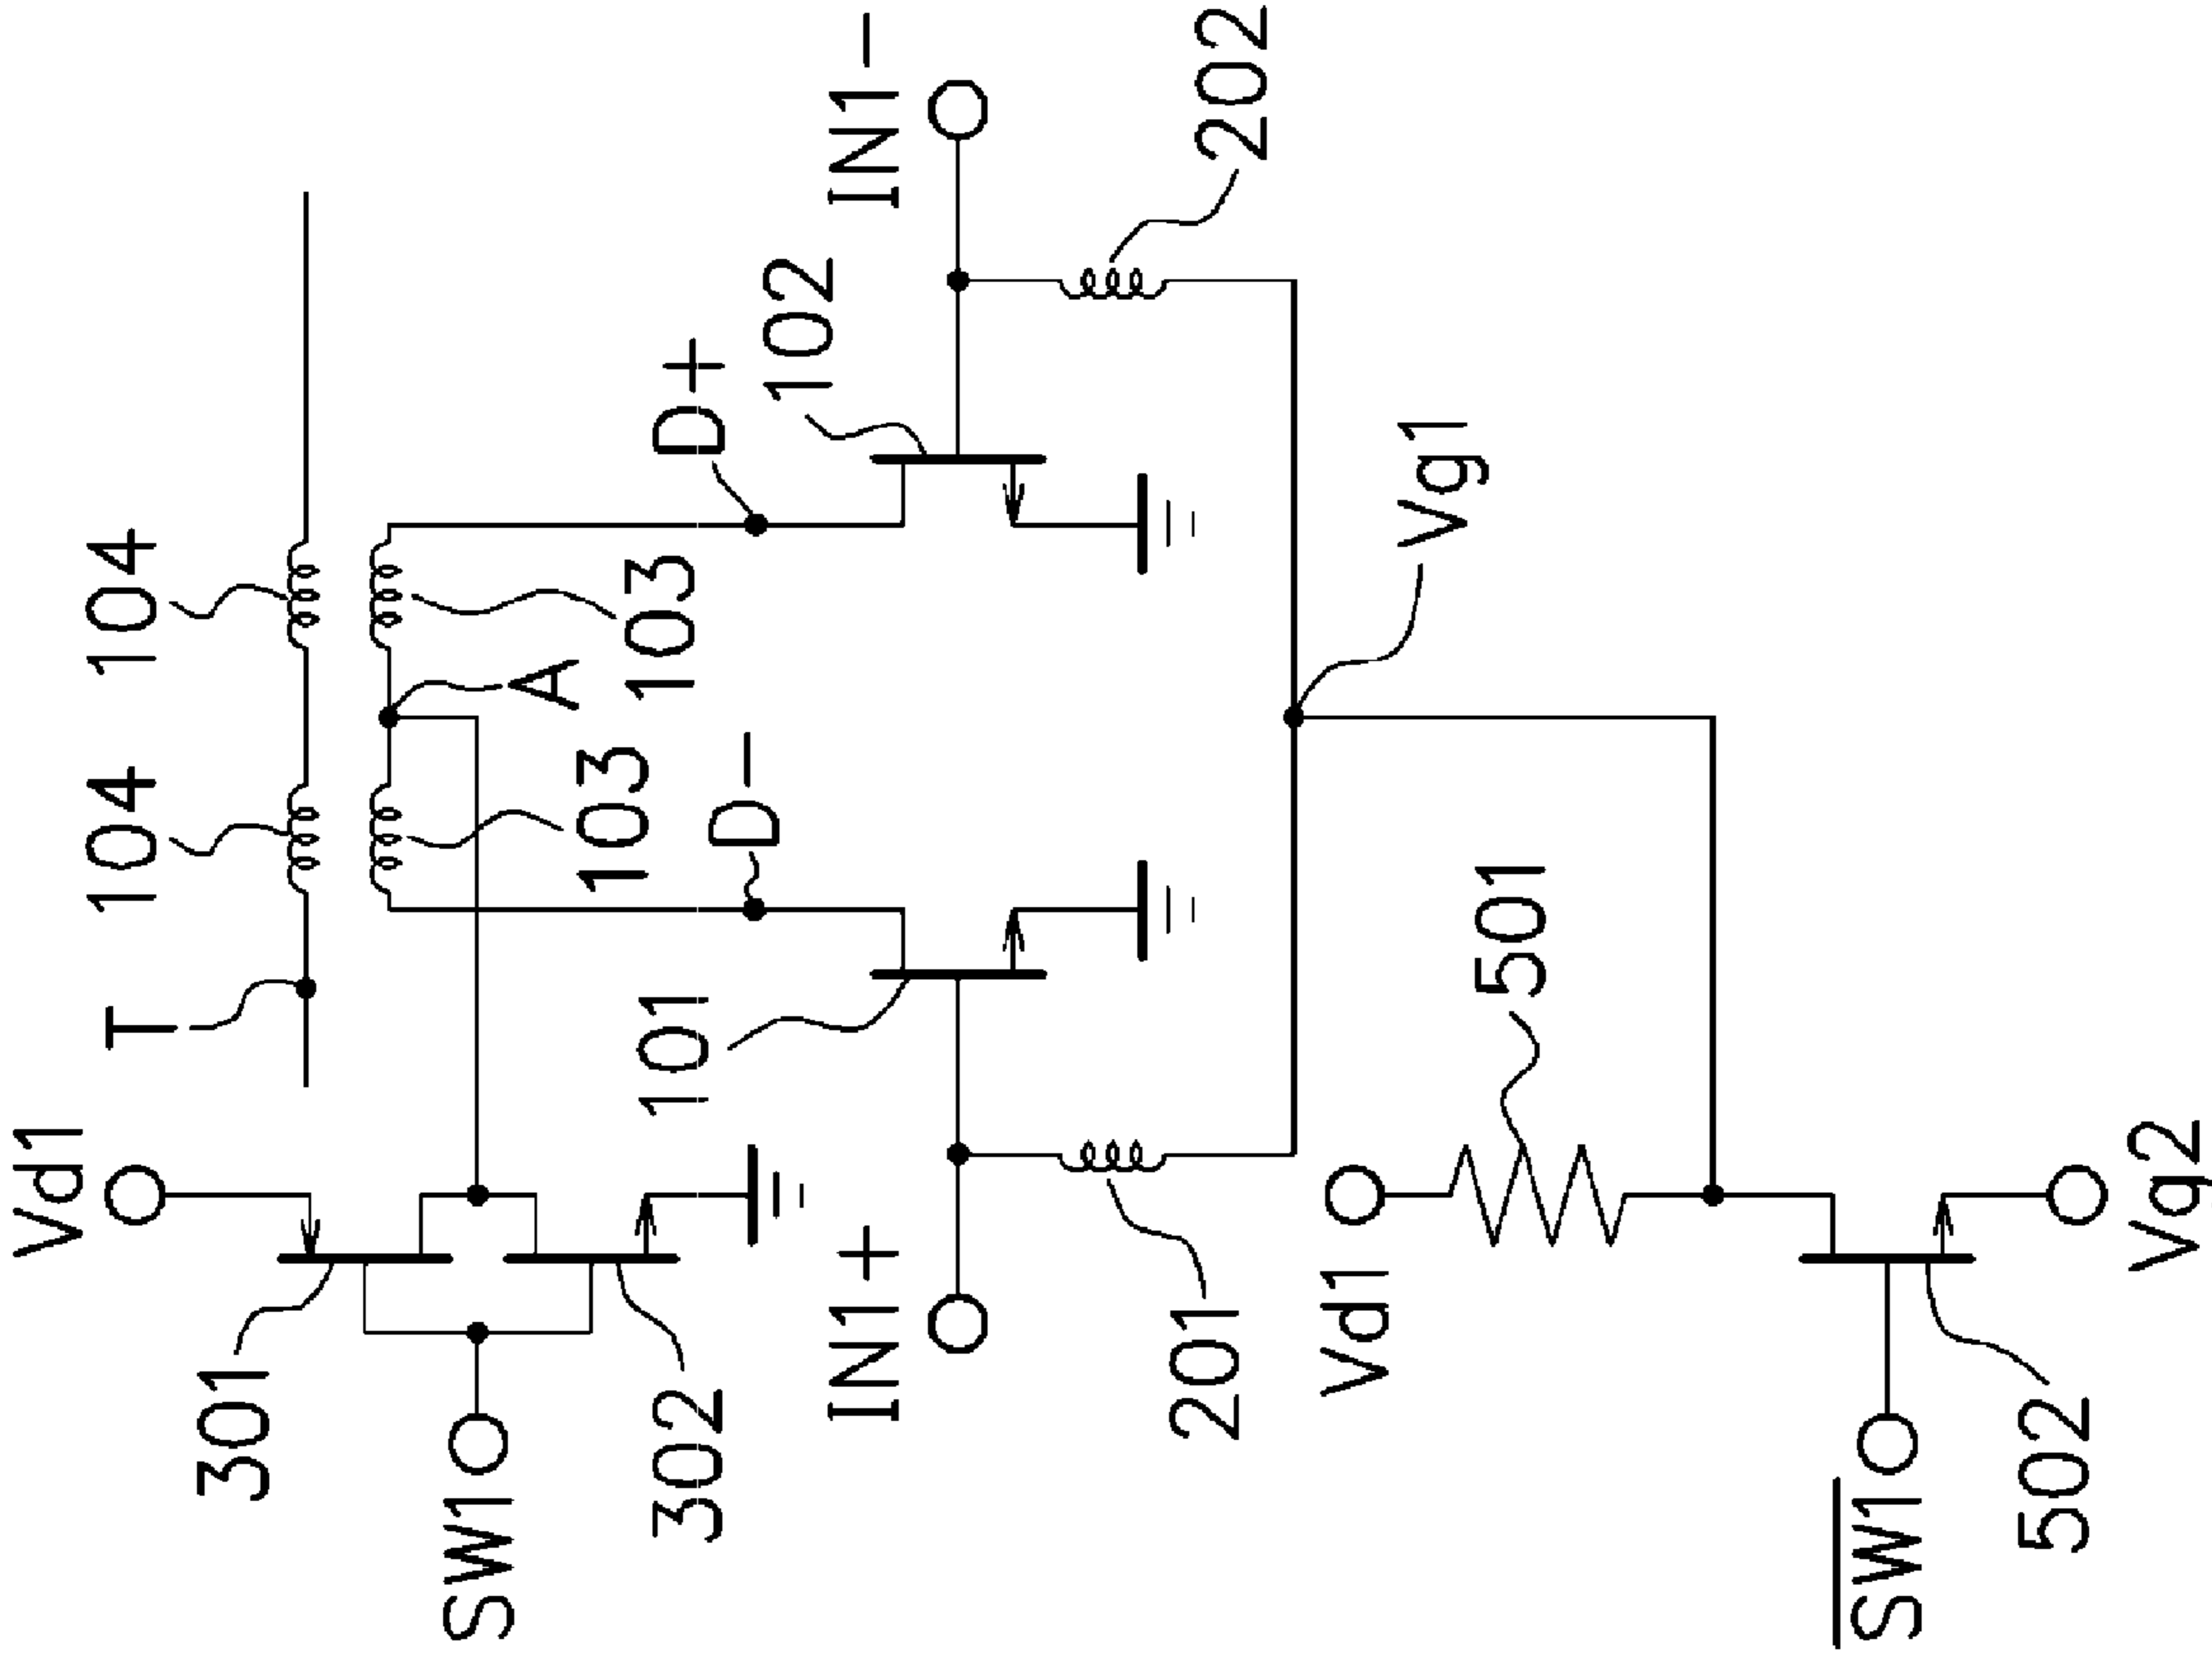 Vd1
T
104
104
301
SW1
302
A
103
103
D-
D+
101
102
IN1+
IN1-
201
202
Vd1
501
Vg1
SW1
502
Vg2